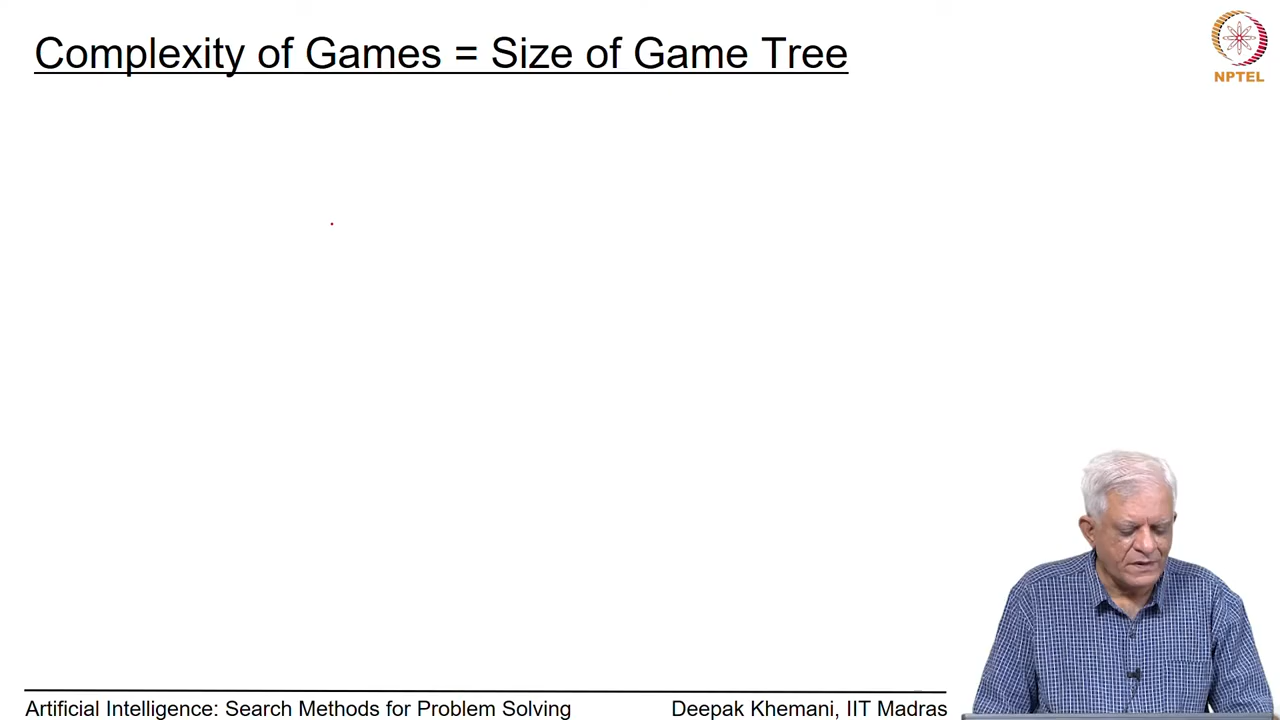 Complexity of Games = Size of Game Tree
NPTEL
Artificial Intelligence: Search Methods for Problem Solving
Deepak Khemani, IIT Madras